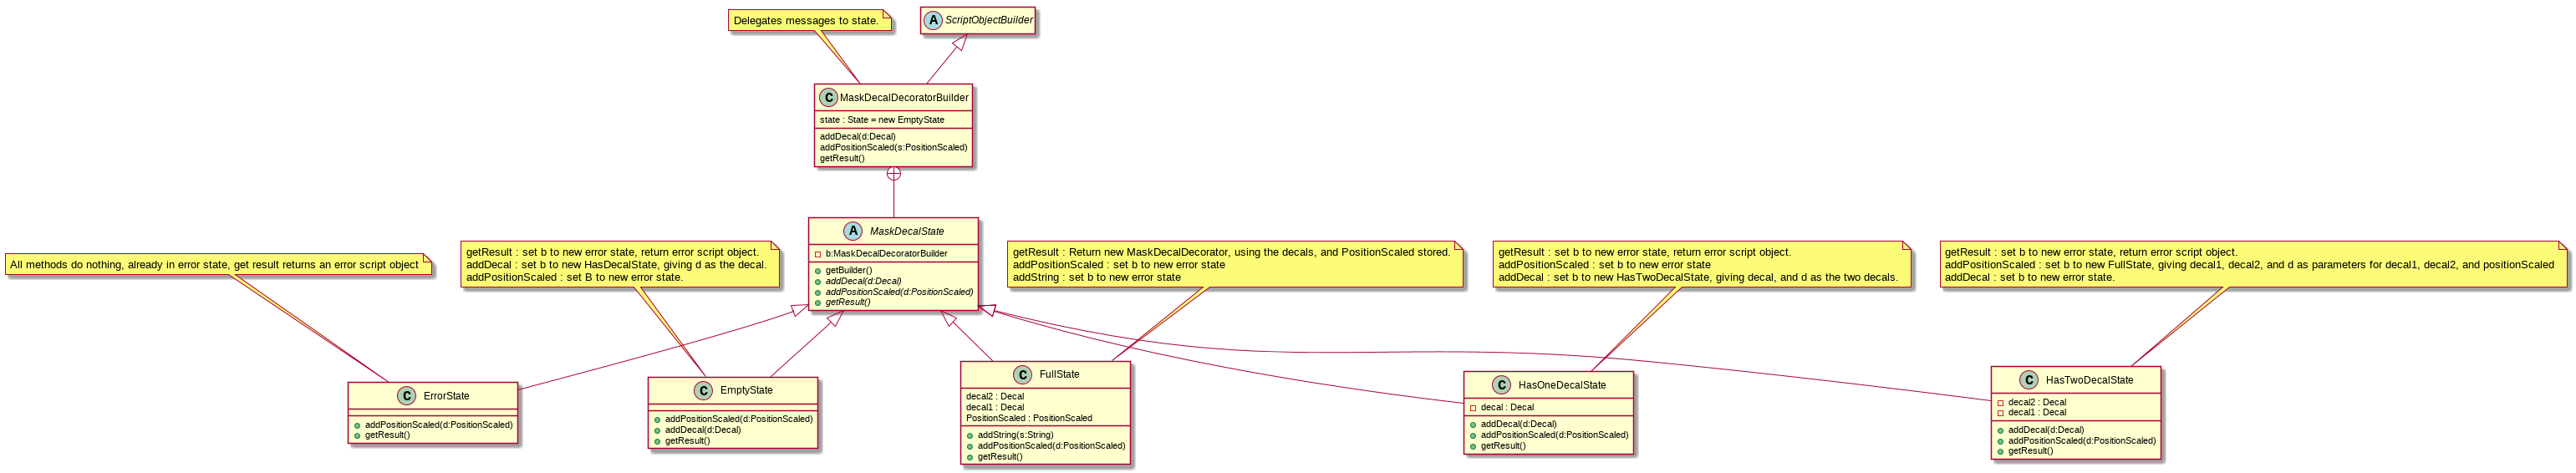 Delegates messages to state.
A ScriptObjectBuilder
C MaskDecalDecoratorBuilder
state : State = new EmptyState
addDecal(d:Decal)
addPositionScaled(s:PositionScaled)
getResult()
A MaskDecalState
b:MaskDecalDecoratorBuilder
getBuilder()
addDecal(d:Decal)
addPositionScaled(d:PositionScaled)
getResult()
All methods do nothing, already in error state, get result returns an error script object
getResult : set b to new error state, return error script object.
addDecal : set b to new HasDecalState, giving d as the decal.
addPositionScaled : set B to new error state.
getResult : Return new MaskDecalDecorator, using the decals, and PositionScaled stored.
addPositionScaled : set b to new error state
addString : set b to new error state
getResult : set b to new error state, return error script object.
addPositionScaled : set b to new error state
addDecal : set b to new HasTwoDecalState, giving decal, and d as the two decals.
getResult : set b to new error state, return error script object.
addPositionScaled : set b to new FullState, giving decal1, decal2, and d as parameters for decal1, decal2, and positionScaled
addDecal : set b to new error state.
C ErrorState
addPositionScaled(d:PositionScaled)
getResult()
C EmptyState
addPositionScaled(d:PositionScaled)
addDecal(d:Decal)
getResult()
C FullState
decal2 : Decal
decal1 : Decal
PositionScaled : PositionScaled
addString(s:String)
addPositionScaled(d:PositionScaled)
getResult()
C HasOneDecalState
decal : Decal
addDecal(d:Decal)
addPositionScaled(d:PositionScaled)
getResult()
C HasTwoDecalState
decal2 : Decal
decal1 : Decal
addDecal(d:Decal)
addPositionScaled(d:PositionScaled)
getResult()